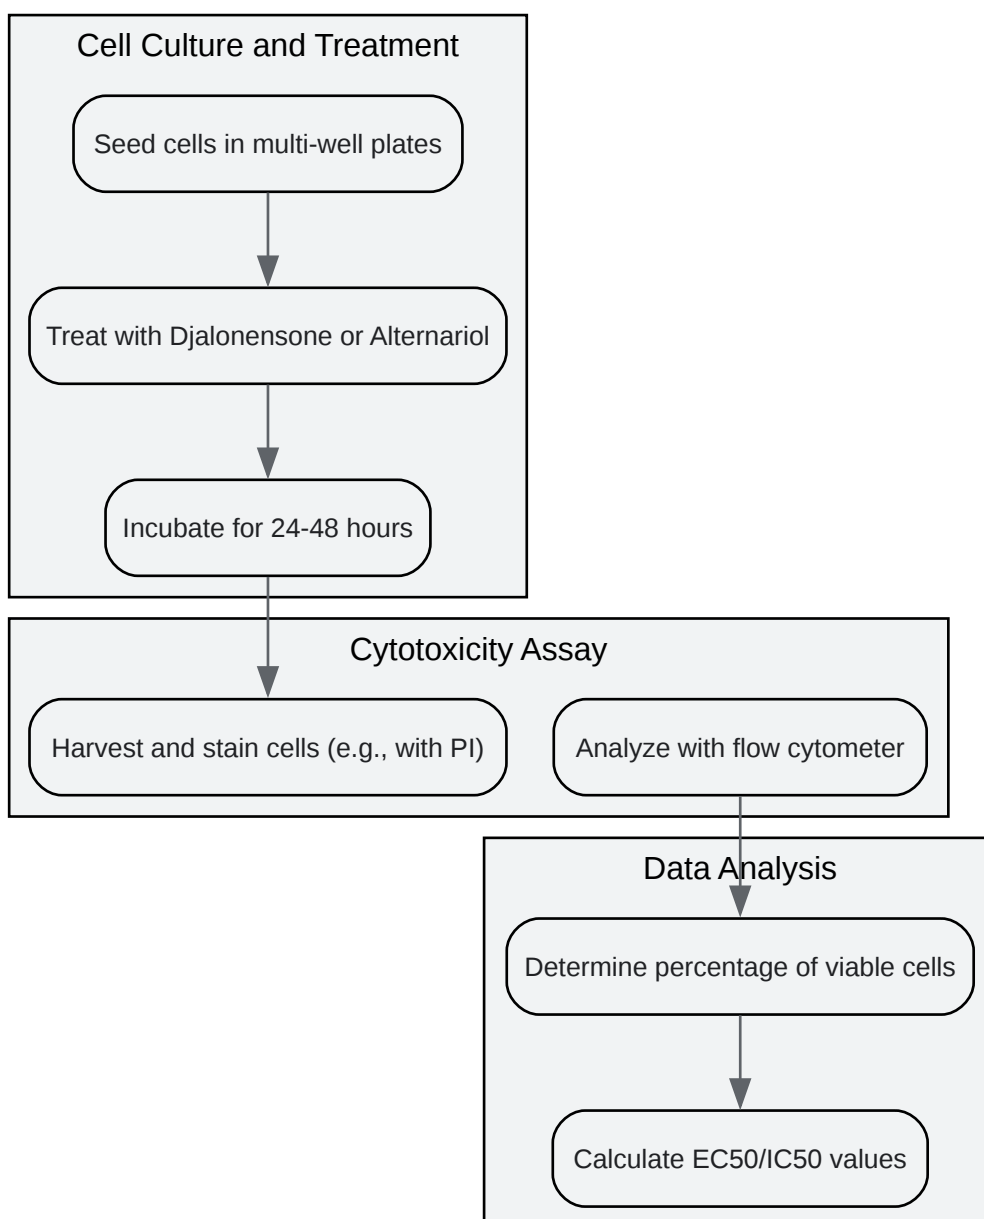 Cell Culture and Treatment
Seed cells in multi-well plates
Treat with Djalonensone or Alternariol
Incubate for 24-48 hours
Cytotoxicity Assay
Harvest and stain cells (e.g., with PI)
Analyze with flow cytometer
Data Analysis
Determine percentage of viable cells
Calculate EC50/IC50 values